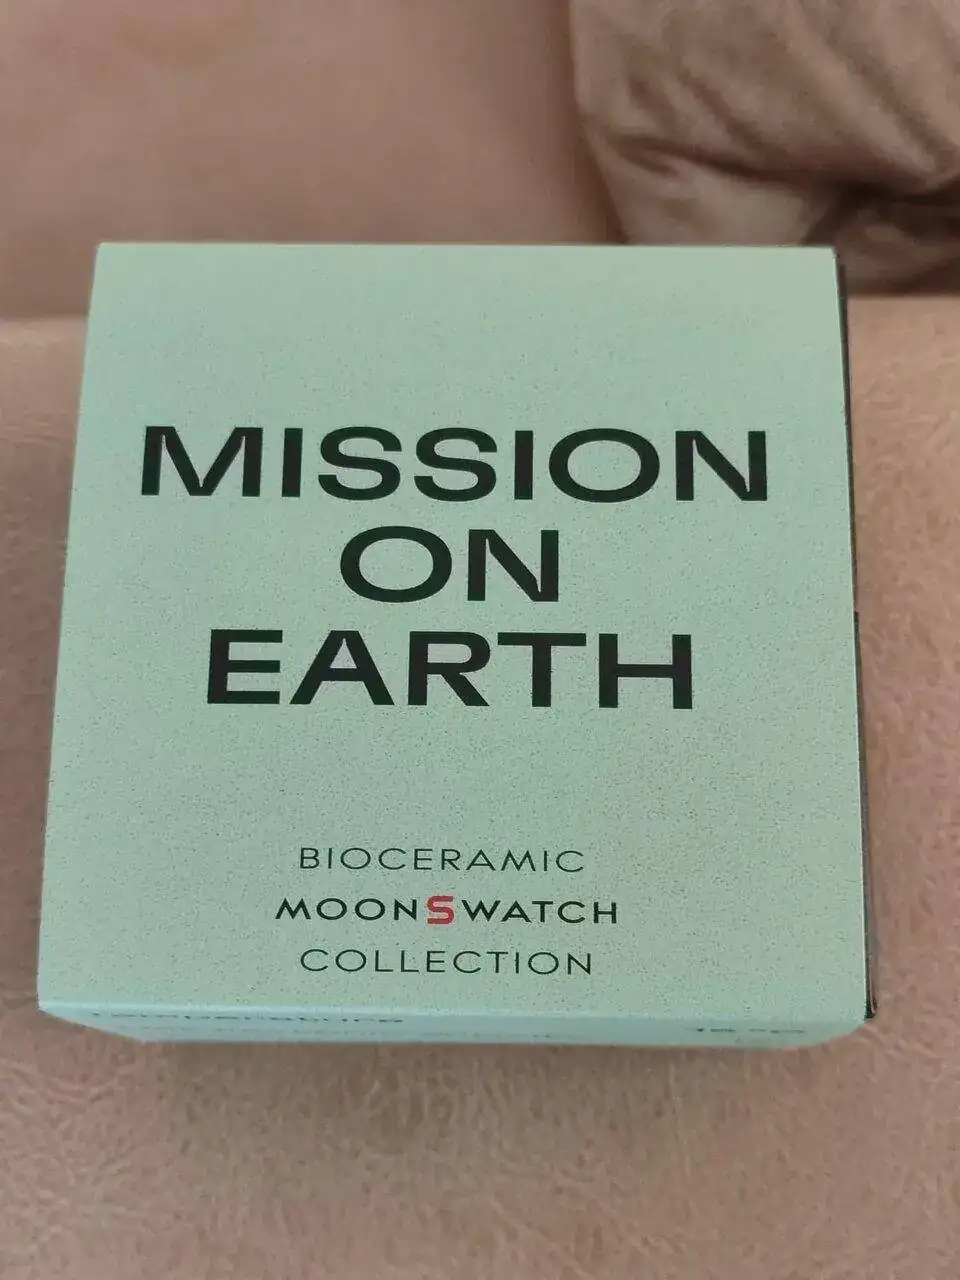 MISSION
ON
EARTH
BIOCERAMIC
MOONSWATCH
COLLECTION